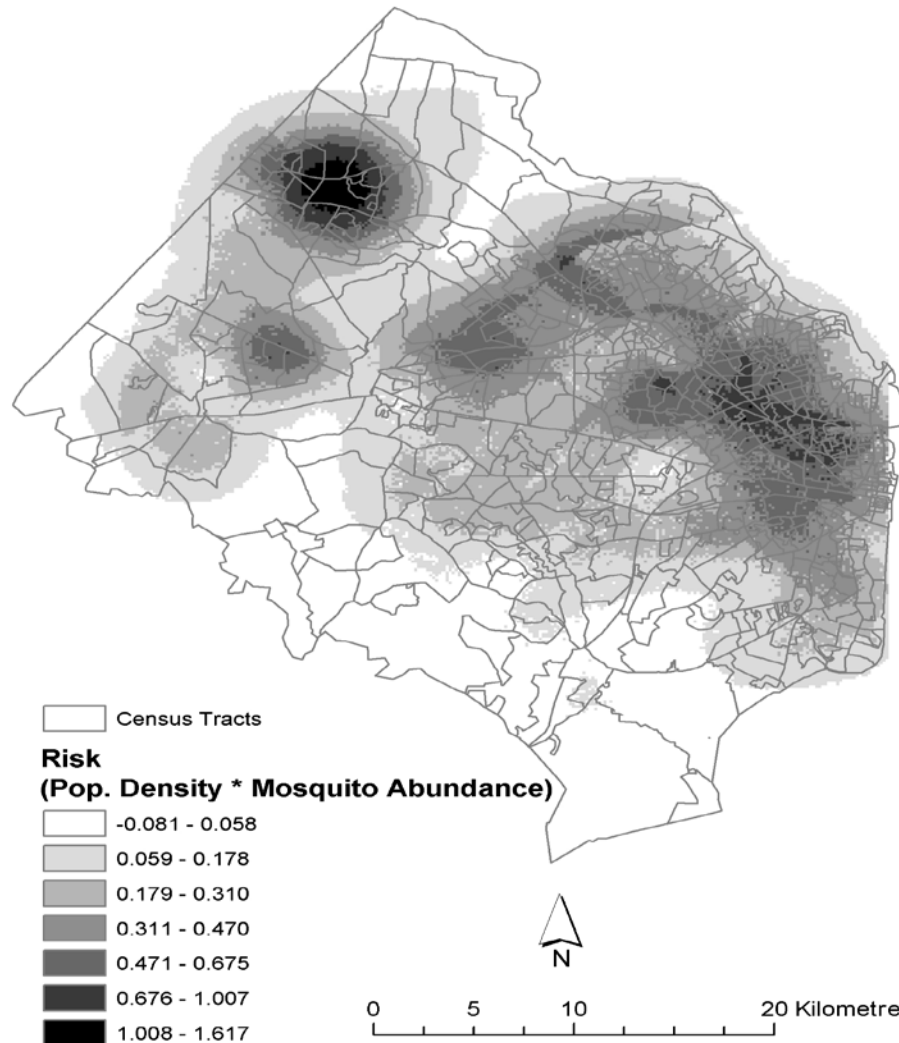 Census Tracts
Risk
(Pop. Density * Mosquito Abundance)
-0.081 - 0.058
0.059 - 0.178
0.179 - 0.310
0.311 - 0.470
0.471 - 0.675
0.676 - 1.007
1.008 - 1.617
N
0 5 10 20 Kilometre